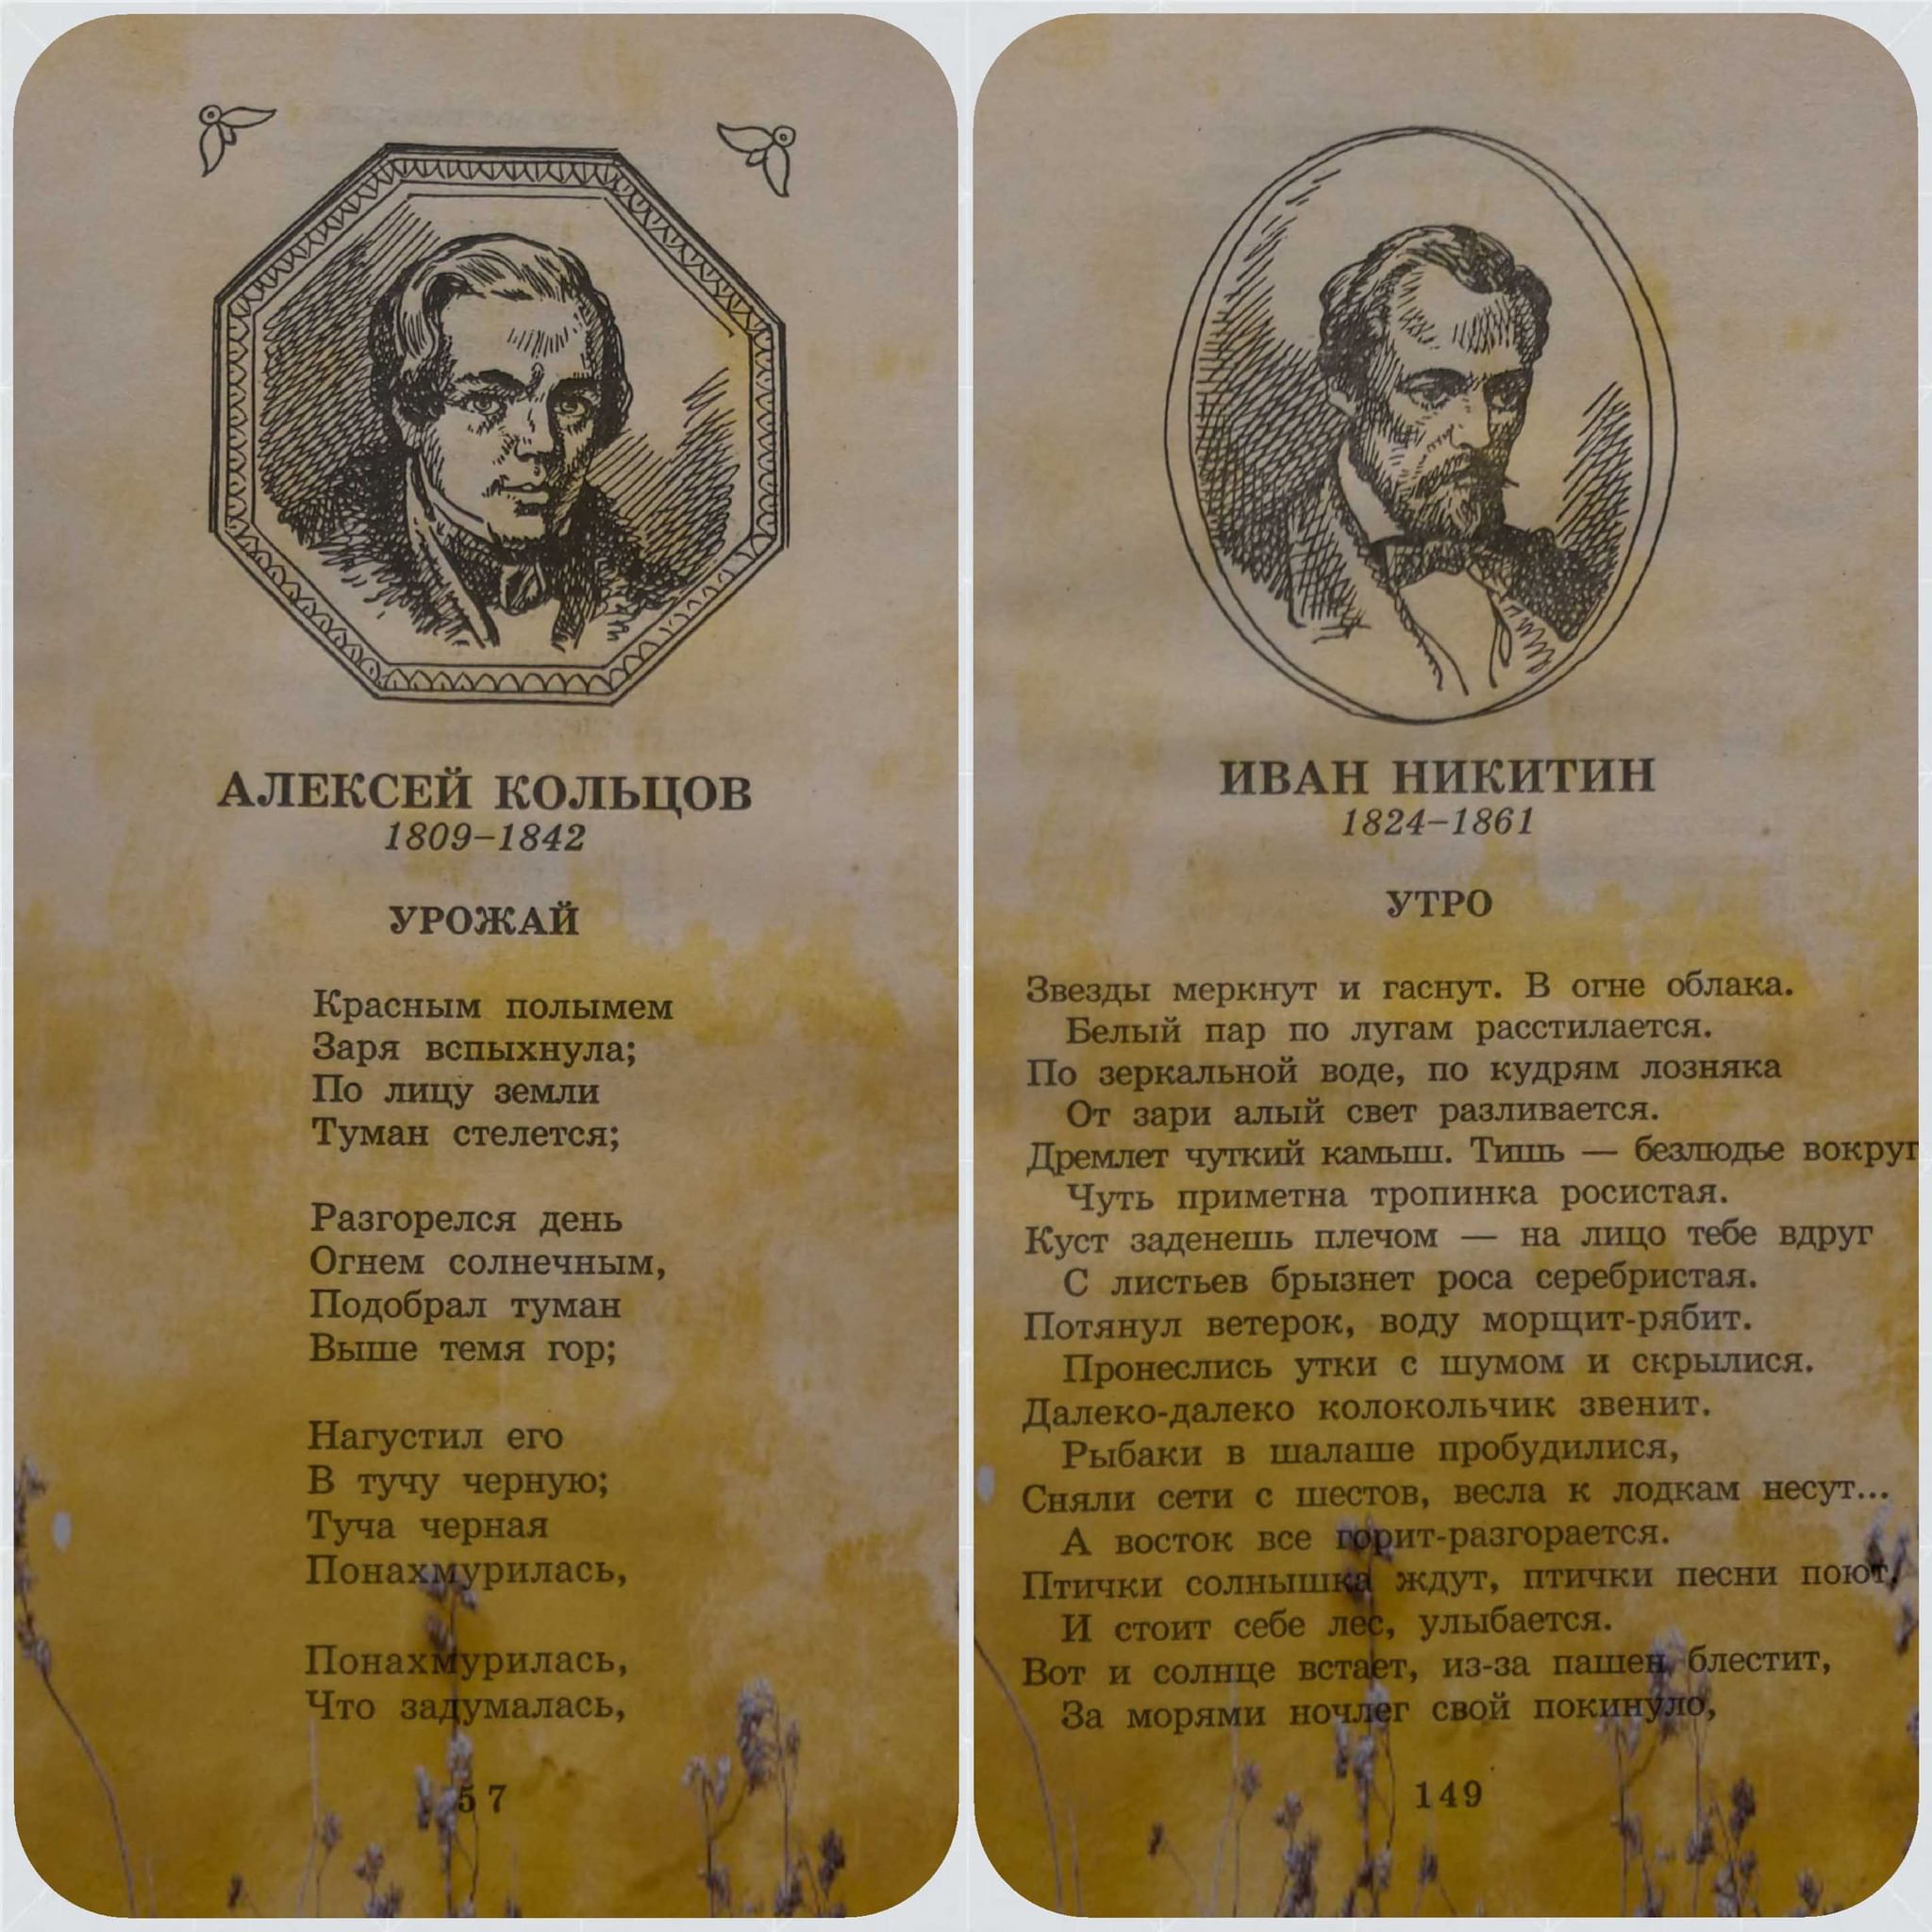 АЛЕКСЕЙ КОЛЬЦОВ
1809–1842
УРОЖАЙ
Красным полымем
Заря вспыхнула;
По лицу земли
Туман стелется;
Разгорелся день
Огнем солнечным,
Подобрал туман
Выше темя гор;
Нагустил его
В тучу черную;
Туча черная
Понахмурилась,
Понахмурилась,
Что задумалась,
57
ИВАН НИКИТИН
1824–1861
УТРО
Звезды меркнут и гаснут. В огне облака.
Белый пар по лугам расстилается.
По зеркальной воде, по кудрям лозняка
От зари алый свет разливается.
Дремлет чуткий камыш. Тишь — безлюдье вокруг
Чуть приметна тропинка росистая.
Куст заденешь плечом — на лицо тебе вдруг
С листьев брызнет роса серебристая.
Потянул ветерок, воду морщит-рябит.
Пронеслись утки с шумом и скрылися.
Далеко-далеко колокольчик звенит.
Рыбаки в шалаше пробудилися,
Сняли сети с шестов, весла к лодкам несут...
А восток все горит-разгорается.
Птички солнышка ждут, птички песни поют,
И стоит себе лес, улыбается.
Вот и солнце встает, из-за пашен блестит,
За морями ночлег свой покинуло,
149